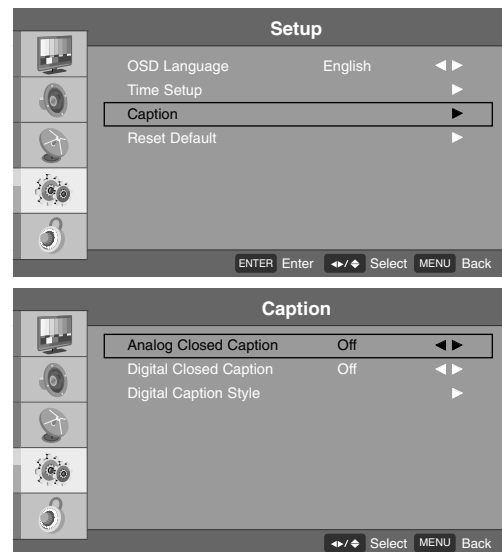 Setup
OSD Language English
Time Setup
Caption
Reset Default
ENTER Enter Select MENU Back
Caption
Analog Closed Caption Off
Digital Closed Caption Off
Digital Caption Style
Select MENU Back